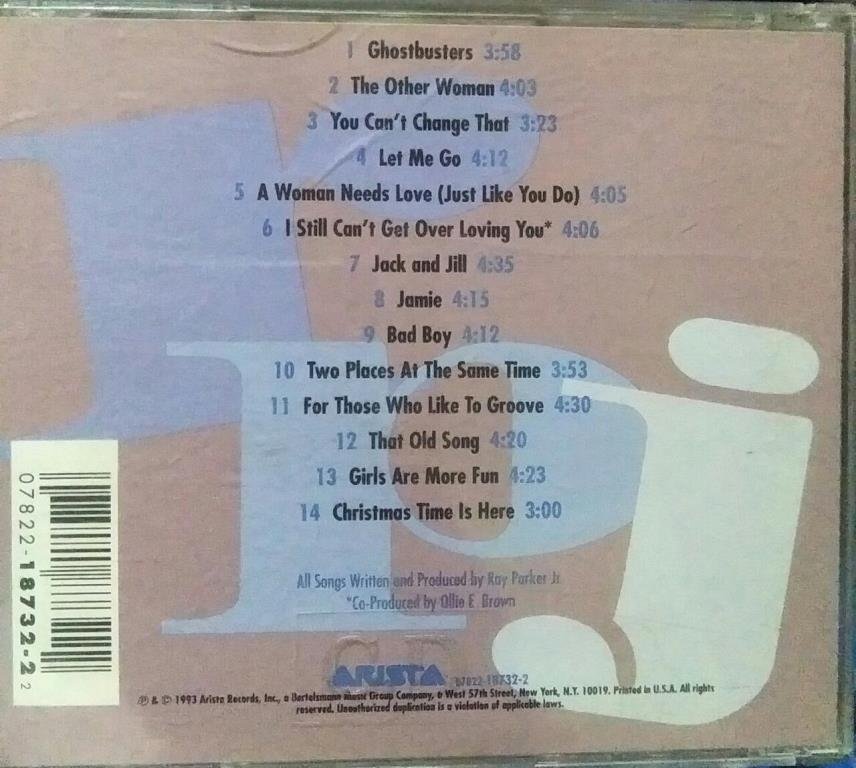 1 Ghostbusters 3:58
2 The Other Woman 4:03
3 You Can't Change That 3:23
4 Let Me Go 4:12
5 A Woman Needs Love (Just Like You Do) 4:05
6 I Still Can't Get Over Loving You* 4:06
7 Jack and Jill 4:35
8 Jamie 4:15
9 Bad Boy 4:12
10 Two Places At The Same Time 3:53
11 For Those Who Like To Groove 4:30
12 That Old Song 4:20
13 Girls Are More Fun 4:23
14 Christmas Time Is Here 3:00
rpj
07822-18732-2 2
All Songs Written and Produced by Ray Parker Jr.
*Co-Produced by Ollie E. Brown
ARISTA 07822-18732-2
℗ & © 1993 Arista Records, Inc., a Bertelsmann Music Group Company, 6 West 57th Street, New York, N.Y. 10019. Printed in U.S.A. All rights
reserved. Unauthorized duplication is a violation of applicable laws.